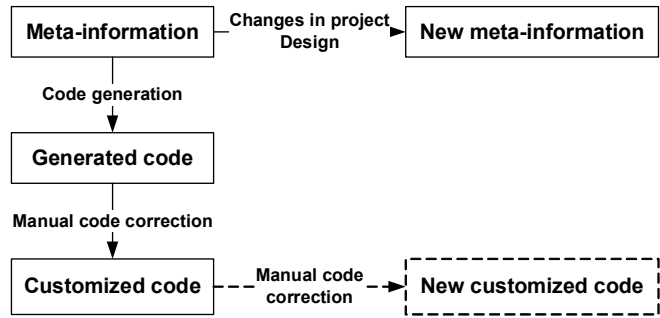 Meta-information
Changes in project
Design
New meta-information
Code generation
Generated code
Manual code correction
Customized code
Manual code
correction
New customized code